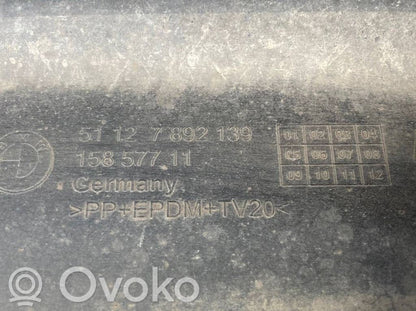 51 12 7 892 139
158 577 11
Germany
>PP+EPDM+TV20<
01 02 03 04
05 06 07 08
09 10 11 12
ovoko